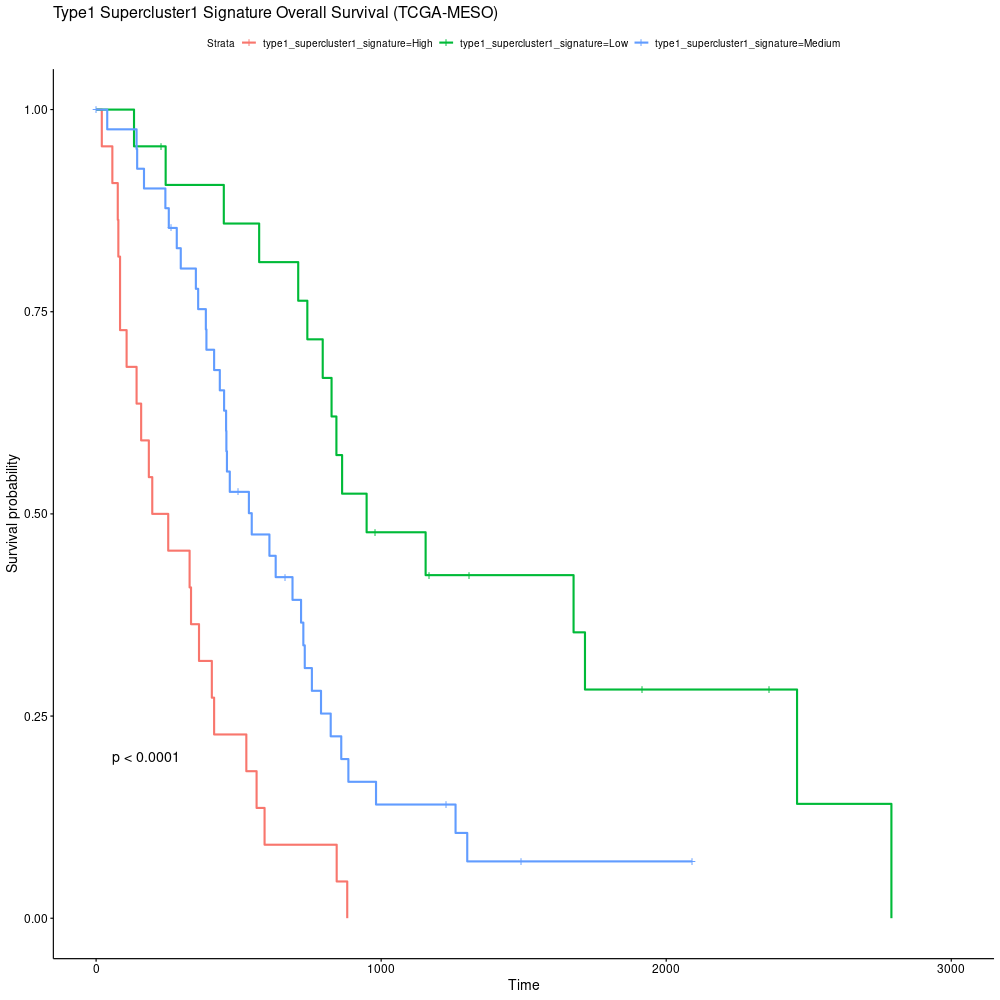 Type1 Supercluster1 Signature Overall Survival (TCGA-MESO)
Strata type1_supercluster1_signature=High type1_supercluster1_signature=Low type1_supercluster1_signature=Medium
1.00
0.75
0.50
0.25
0.00
Survival probability
p < 0.0001
0 1000 2000 3000
Time